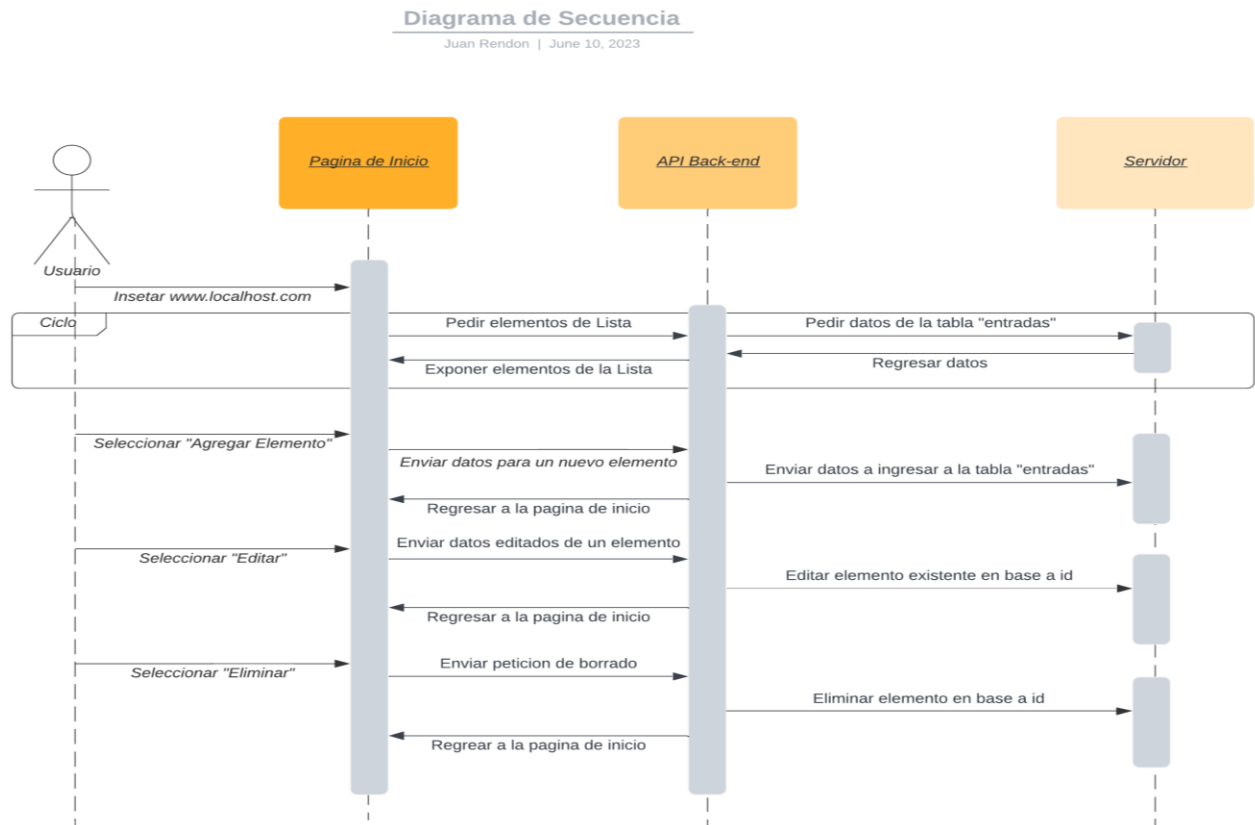 Diagrama de Secuencia
Juan Rendon | June 10, 2023
Pagina de Inicio
API Back-end
Servidor
Usuario
Insetar www.localhost.com
Ciclo
Pedir elementos de Lista
Pedir datos de la tabla "entradas"
Regresar datos
Exponer elementos de la Lista
Seleccionar "Agregar Elemento"
Enviar datos para un nuevo elemento
Enviar datos a ingresar a la tabla "entradas"
Regresar a la pagina de inicio
Enviar datos editados de un elemento
Seleccionar "Editar"
Editar elemento existente en base a id
Regresar a la pagina de inicio
Enviar peticion de borrado
Seleccionar "Eliminar"
Eliminar elemento en base a id
Regrear a la pagina de inicio